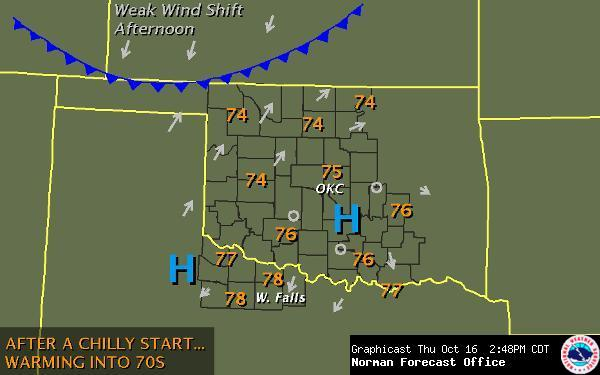 Weak Wind Shift
Afternoon
74
74
74
74
75
OKC
76
H
76
76
77
H
78
77
78
W. Falls
AFTER A CHILLY START...
WARMING INTO 70S
Graphicast Thu Oct 16 2:48PM CDT
Norman Forecast Office